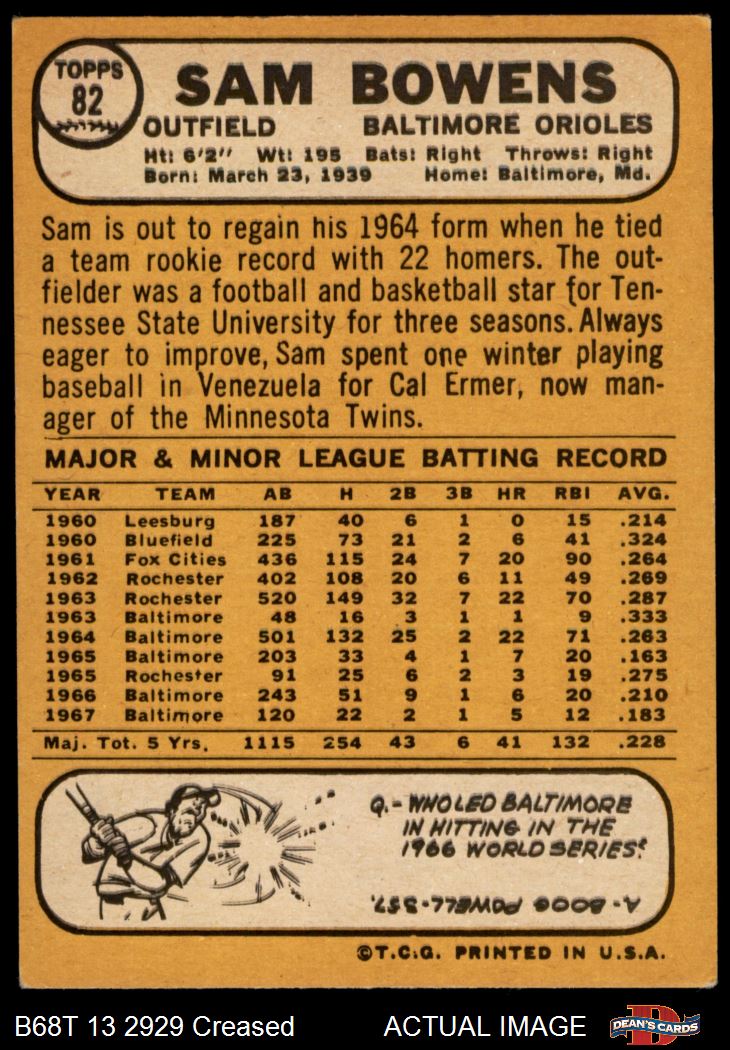 TOPPS
82
SAM BOWENS
OUTFIELD BALTIMORE ORIOLES
Ht: 6'2" Wt: 195 Bats: Right Throws: Right
Born: March 23, 1939 Home: Baltimore, Md.
Sam is out to regain his 1964 form when he tied
a team rookie record with 22 homers. The out-
fielder was a football and basketball star for Ten-
nessee State University for three seasons. Always
eager to improve, Sam spent one winter playing
baseball in Venezuela for Cal Ermer, now man-
ager of the Minnesota Twins.
MAJOR & MINOR LEAGUE BATTING RECORD
YEAR TEAM AB H 2B 3B HR RBI AVG.
1960 Leesburg 187 40 6 1 0 15 .214
1960 Bluefield 225 73 21 2 6 41 .324
1961 Fox Cities 436 115 24 7 20 90 .264
1962 Rochester 402 108 20 6 11 49 .269
1963 Rochester 520 149 32 7 22 70 .287
1963 Baltimore 48 16 3 1 1 9 .333
1964 Baltimore 501 132 25 2 22 71 .263
1965 Baltimore 203 33 4 1 7 20 .163
1965 Rochester 91 25 6 2 3 19 .275
1966 Baltimore 243 51 9 1 6 20 .210
1967 Baltimore 120 22 2 1 5 12 .183
Maj. Tot. 5 Yrs. 1115 254 43 6 41 132 .228
Q.- WHO LED BALTIMORE
IN HITTING IN THE
1966 WORLD SERIES?
A- BOOG POWELL-.357.
©T.C.G. PRINTED IN U.S.A.
B68T 13 2929 Creased ACTUAL IMAGE DEAN'S CARDS